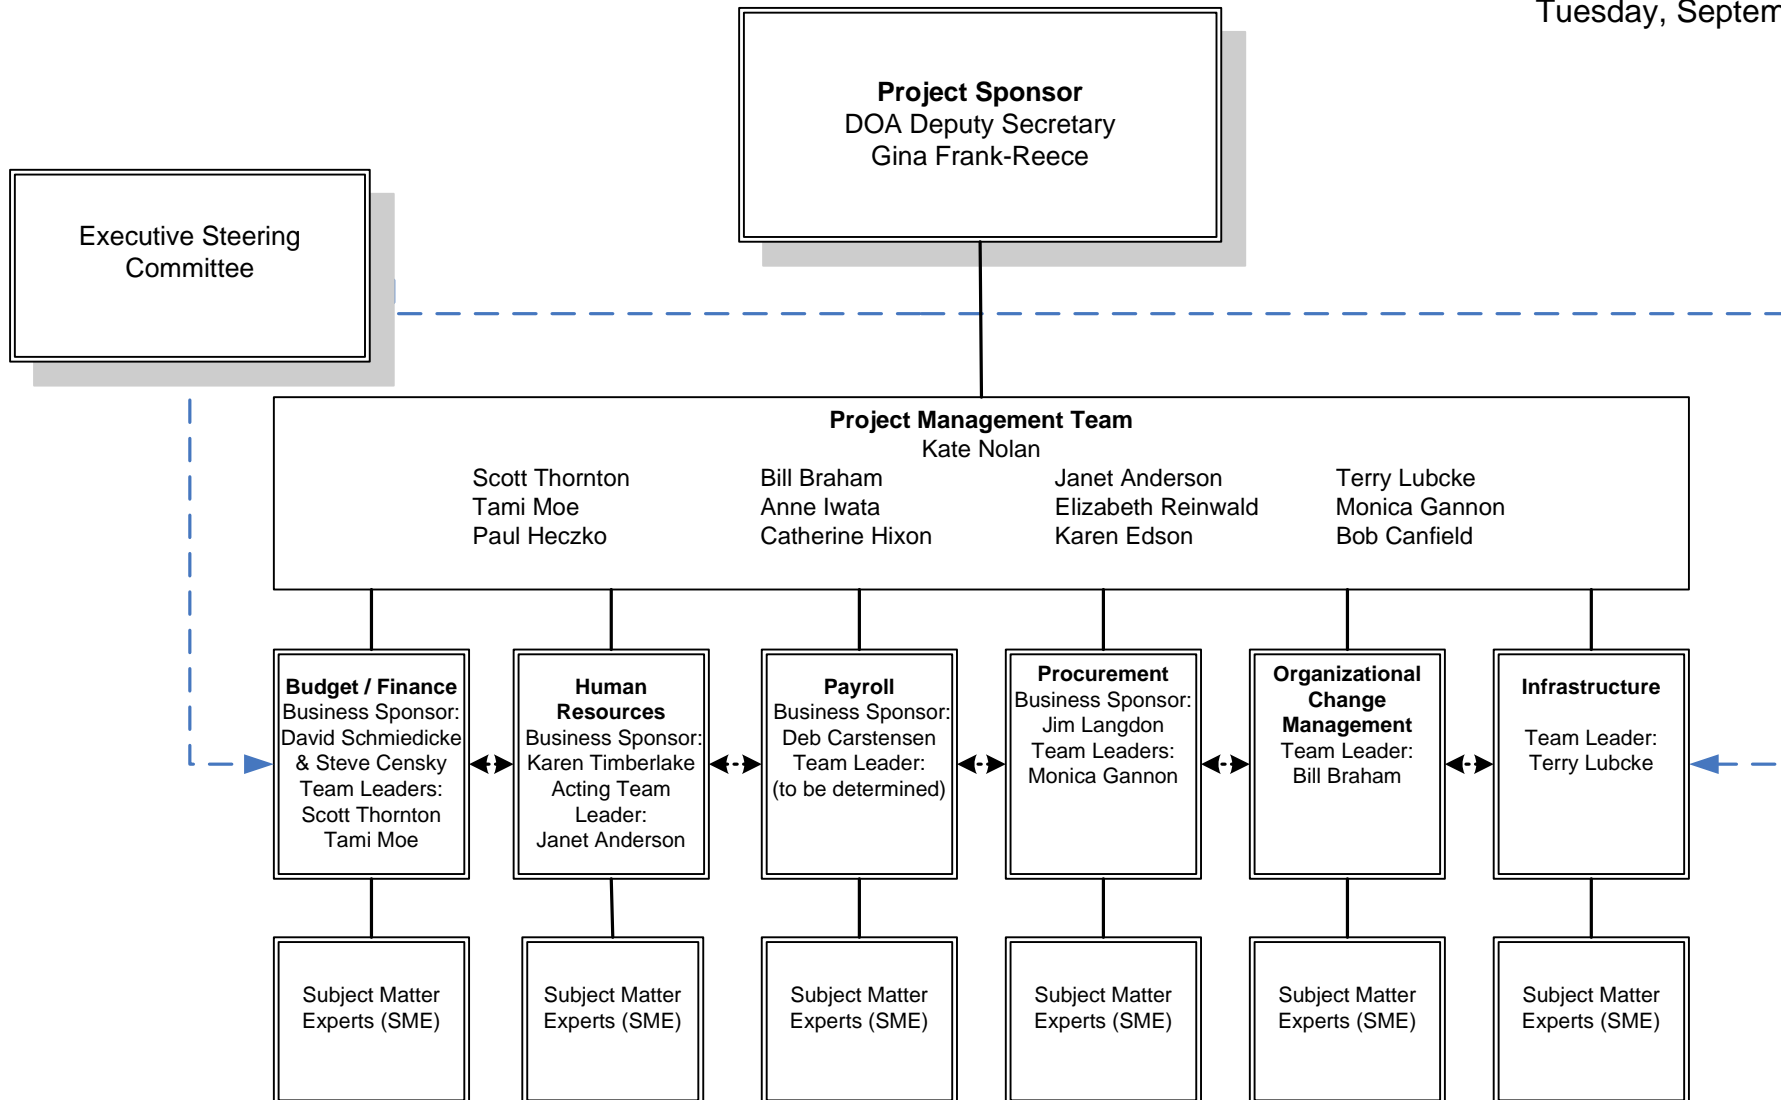 Tuesday, Septem
Project Sponsor
DOA Deputy Secretary
Gina Frank-Reece
Executive Steering
Committee
Project Management Team
Kate Nolan
Scott Thornton
Tami Moe
Paul Heczko
Bill Braham
Anne Iwata
Catherine Hixon
Janet Anderson
Elizabeth Reinwald
Karen Edson
Terry Lubcke
Monica Gannon
Bob Canfield
Budget / Finance
Business Sponsor:
David Schmiedicke
& Steve Censky
Team Leaders:
Scott Thornton
Tami Moe
Human
Resources
Business Sponsor:
Karen Timberlake
Acting Team
Leader:
Janet Anderson
Payroll
Business Sponsor:
Deb Carstensen
Team Leader:
(to be determined)
Procurement
Business Sponsor:
Jim Langdon
Team Leaders:
Monica Gannon
Organizational
Change
Management
Team Leader:
Bill Braham
Infrastructure
Team Leader:
Terry Lubcke
Subject Matter
Experts (SME)
Subject Matter
Experts (SME)
Subject Matter
Experts (SME)
Subject Matter
Experts (SME)
Subject Matter
Experts (SME)
Subject Matter
Experts (SME)